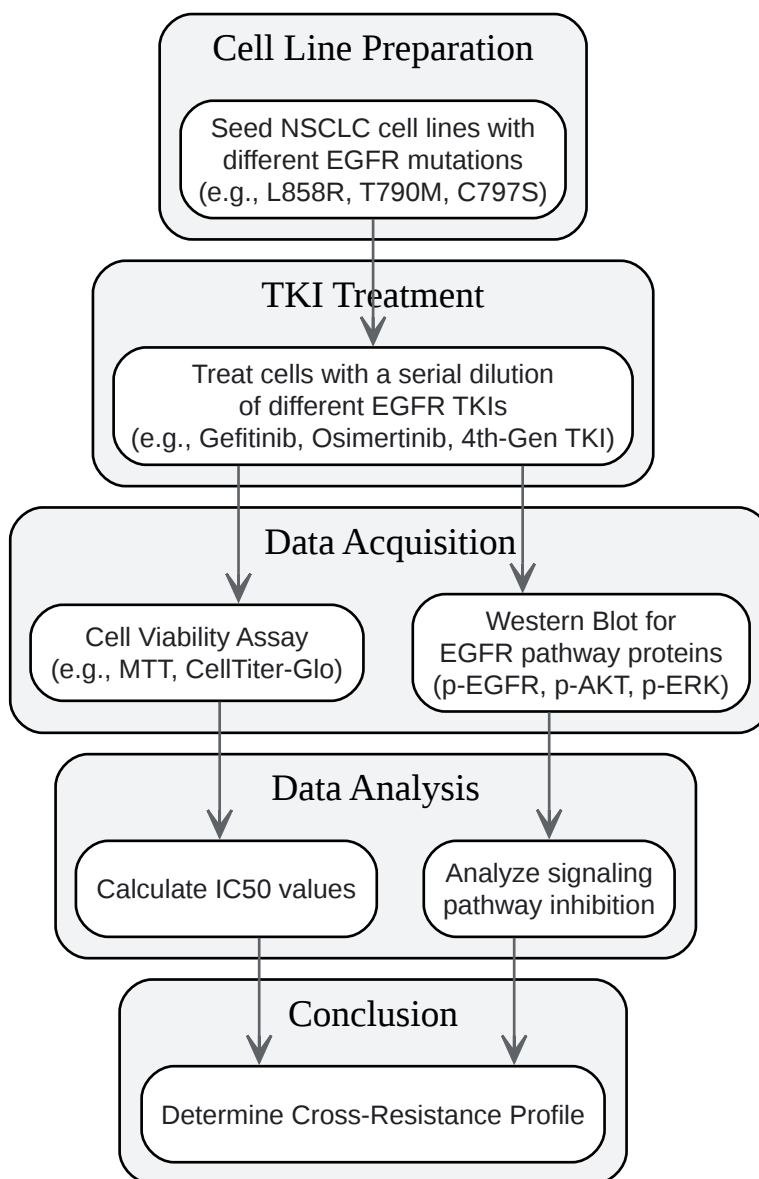 Cell Line Preparation
Seed NSCLC cell lines with
different EGFR mutations
(e.g., L858R, T790M, C797S)
TKI Treatment
Treat cells with a serial dilution
of different EGFR TKIs
(e.g., Gefitinib, Osimertinib, 4th-Gen TKI)
Data Acquisition
Cell Viability Assay
(e.g., MTT, CellTiter-Glo)
Western Blot for
EGFR pathway proteins
(p-EGFR, p-AKT, p-ERK)
Data Analysis
Calculate IC50 values
Analyze signaling
pathway inhibition
Conclusion
Determine Cross-Resistance Profile